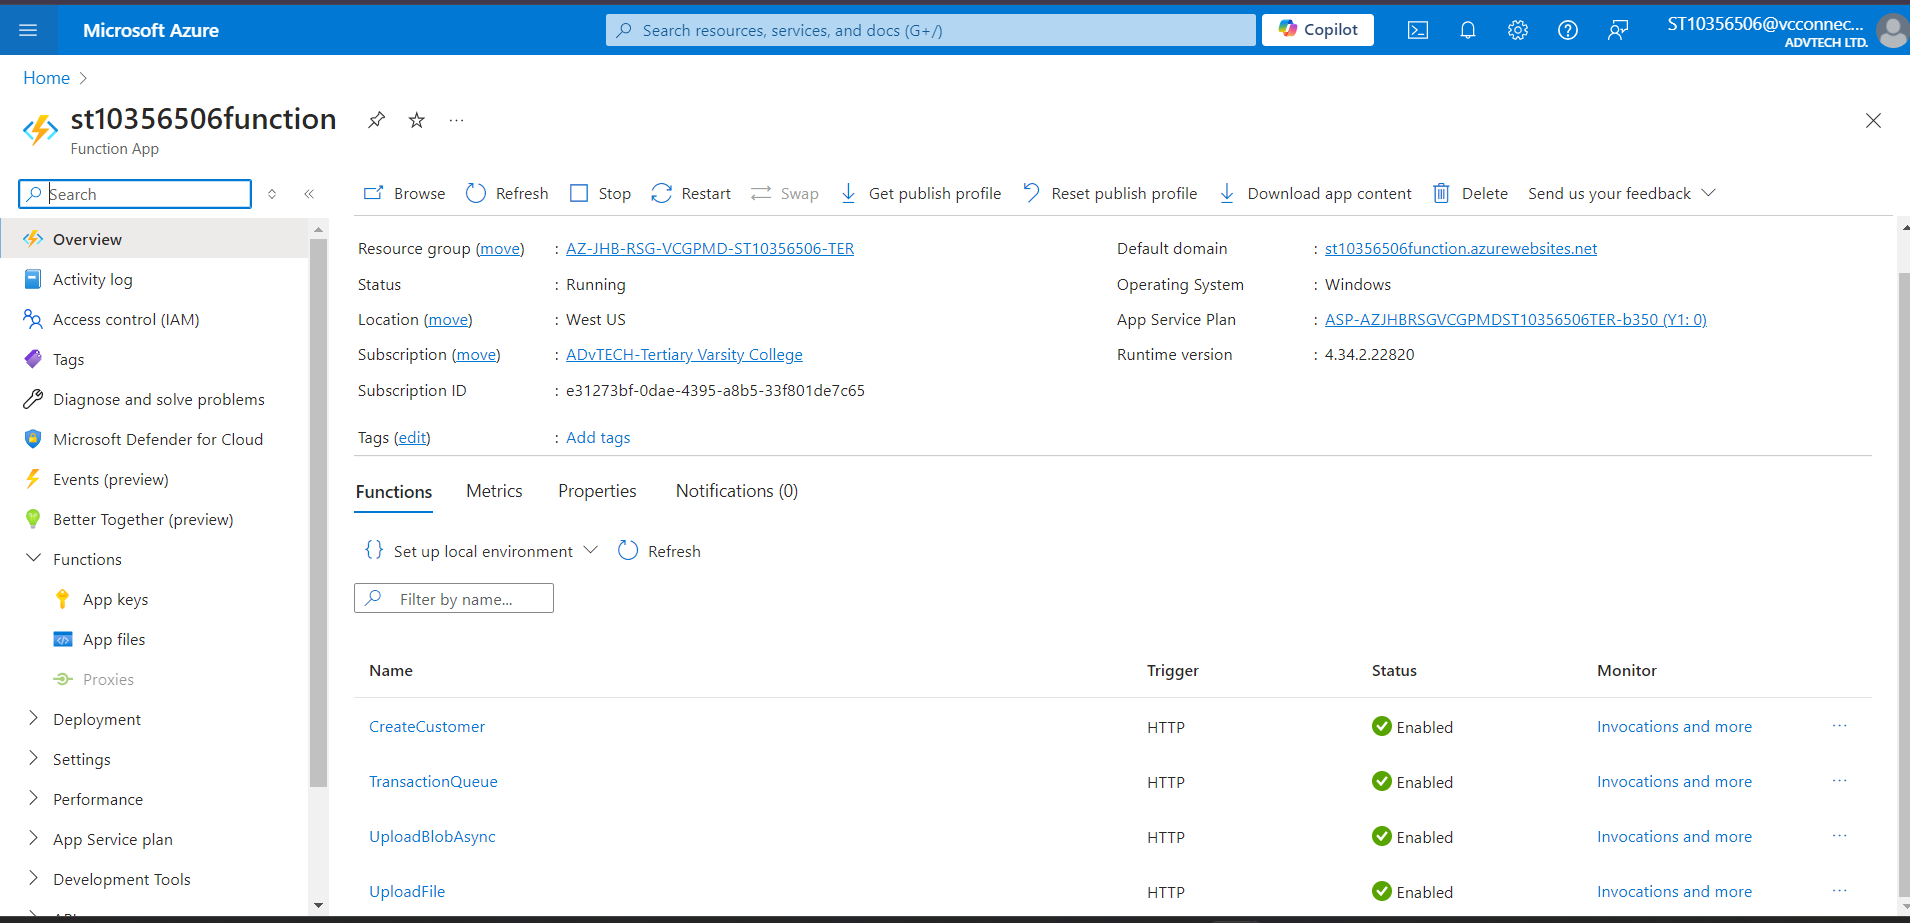 Microsoft Azure
Search resources, services, and docs (G+/)
Copilot
ST10356506@vcconnec...
ADVTECH LTD.
Home
st10356506function
Function App
Search
Browse Refresh Stop Restart Swap Get publish profile Reset publish profile Download app content Delete Send us your feedback
Overview
Activity log
Access control (IAM)
Tags
Diagnose and solve problems
Microsoft Defender for Cloud
Events (preview)
Better Together (preview)
Functions
App keys
App files
Proxies
Deployment
Settings
Performance
App Service plan
Development Tools
Resource group (move) : AZ-JHB-RSG-VCGPMD-ST10356506-TER
Status : Running
Location (move) : West US
Subscription (move) : ADvTECH-Tertiary Varsity College
Subscription ID : e31273bf-0dae-4395-a8b5-33f801de7c65
Tags (edit) : Add tags
Default domain : st10356506function.azurewebsites.net
Operating System : Windows
App Service Plan : ASP-AZJHBRSGVCGPMDST10356506TER-b350 (Y1: 0)
Runtime version : 4.34.2.22820
Functions Metrics Properties Notifications (0)
{} Set up local environment Refresh
Filter by name...
Name Trigger Status Monitor
CreateCustomer HTTP Enabled Invocations and more ...
TransactionQueue HTTP Enabled Invocations and more ...
UploadBlobAsync HTTP Enabled Invocations and more ...
UploadFile HTTP Enabled Invocations and more ...